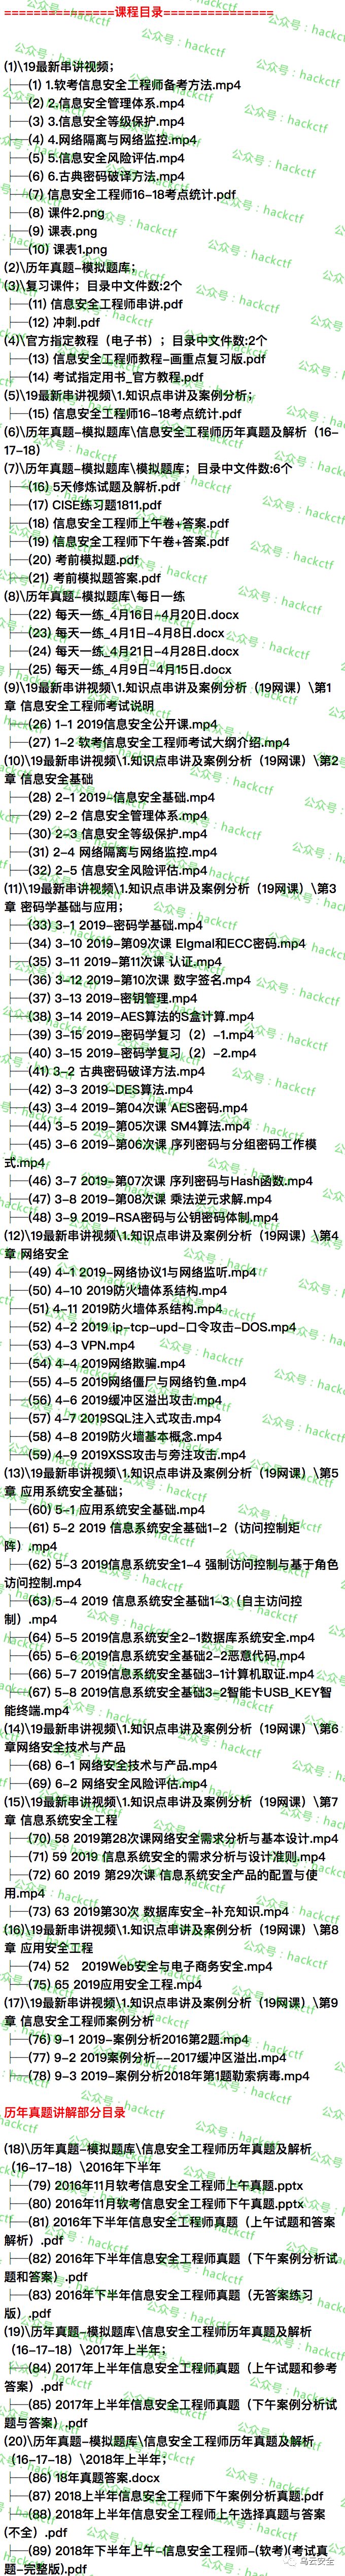 ===============课程目录===============
(1)\19最新串讲视频；
├──(1) 1.软考信息安全工程师备考方法.mp4
├──(2) 2.信息安全管理体系.mp4
├──(3) 3.信息安全等级保护.mp4
├──(4) 4.网络隔离与网络监控.mp4
├──(5) 5.信息安全风险评估.mp4
├──(6) 6.古典密码破译方法.mp4
├──(7) 信息安全工程师16-18考点统计.pdf
├──(8) 课件2.png
├──(9) 课表.png
├──(10) 课表1.png
(2)\历年真题-模拟题库；
(3)\复习课件；目录中文件数:2个
├──(11) 信息安全工程师串讲.pdf
├──(12) 冲刺.pdf
(4)\官方指定教程（电子书）；目录中文件数:2个
├──(13) 信息安全工程师教程-画重点复习版.pdf
├──(14) 考试指定用书_官方教程.pdf
(5)\19最新串讲视频\1.知识点串讲及案例分析；
├──(15) 信息安全工程师16-18考点统计.pdf
(6)\历年真题-模拟题库\信息安全工程师历年真题及解析（16-
17-18）
(7)\历年真题-模拟题库\模拟题库；目录中文件数:6个
├──(16) 5天修炼试题及解析.pdf
├──(17) CISE练习题1811.pdf
├──(18) 信息安全工程师上午卷+答案.pdf
├──(19) 信息安全工程师下午卷+答案.pdf
├──(20) 考前模拟题.pdf
├──(21) 考前模拟题答案.pdf
(8)\历年真题-模拟题库\每日一练
├──(22) 每天一练_4月16日-4月20日.docx
├──(23) 每天一练_4月1日-4月8日.docx
├──(24) 每天一练_4月21日-4月28日.docx
├──(25) 每天一练_4月9日-4月15日.docx
(9)\19最新串讲视频\1.知识点串讲及案例分析（19网课）\第1
章 信息安全工程师考试说明
├──(26) 1-1 2019信息安全公开课.mp4
├──(27) 1-2 软考信息安全工程师考试大纲介绍.mp4
(10)\19最新串讲视频\1.知识点串讲及案例分析（19网课）\第2
章 信息安全基础
├──(28) 2-1 2019-信息安全基础.mp4
├──(29) 2-2 信息安全管理体系.mp4
├──(30) 2-3 信息安全等级保护.mp4
├──(31) 2-4 网络隔离与网络监控.mp4
├──(32) 2-5 信息安全风险评估.mp4
(11)\19最新串讲视频\1.知识点串讲及案例分析（19网课）\第3
章 密码学基础与应用；
├──(33) 3-1 2019-密码学基础.mp4
├──(34) 3-10 2019-第09次课 Elgmal和ECC密码.mp4
├──(35) 3-11 2019-第11次课 认证.mp4
├──(36) 3-12 2019-第10次课 数字签名.mp4
├──(37) 3-13 2019-密钥管理.mp4
├──(38) 3-14 2019-AES算法的S盒计算.mp4
├──(39) 3-15 2019-密码学复习（2）-1.mp4
├──(40) 3-15 2019-密码学复习（2）-2.mp4
├──(41) 3-2 古典密码破译方法.mp4
├──(42) 3-3 2019-DES算法.mp4
├──(43) 3-4 2019-第04次课 AES密码.mp4
├──(44) 3-5 2019-第05次课 SM4算法.mp4
├──(45) 3-6 2019-第06次课 序列密码与分组密码工作模
式.mp4
├──(46) 3-7 2019-第07次课 序列密码与Hash函数.mp4
├──(47) 3-8 2019-第08次课 乘法逆元求解.mp4
├──(48) 3-9 2019-RSA密码与公钥密码体制.mp4
(12)\19最新串讲视频\1.知识点串讲及案例分析（19网课）\第4
章 网络安全
├──(49) 4-1 2019-网络协议1与网络监听.mp4
├──(50) 4-10 2019防火墙体系结构.mp4
├──(51) 4-11 2019防火墙体系结构.mp4
├──(52) 4-2 2019 ip-tcp-upd-口令攻击-DOS.mp4
├──(53) 4-3 VPN.mp4
├──(54) 4-4 2019网络欺骗.mp4
├──(55) 4-5 2019网络僵尸与网络钓鱼.mp4
├──(56) 4-6 2019缓冲区溢出攻击.mp4
├──(57) 4-7 2019SQL注入式攻击.mp4
├──(58) 4-8 2019防火墙基本概念.mp4
├──(59) 4-9 2019XSS攻击与旁注攻击.mp4
(13)\19最新串讲视频\1.知识点串讲及案例分析（19网课）\第5
章 应用系统安全基础；
├──(60) 5-1 应用系统安全基础.mp4
├──(61) 5-2 2019 信息系统安全基础1-2（访问控制矩
阵）.mp4
├──(62) 5-3 2019信息系统安全1-4 强制访问控制与基于角色
访问控制.mp4
├──(63) 5-4 2019 信息系统安全基础1-3（自主访问控
制）.mp4
├──(64) 5-5 2019信息系统安全2-1数据库系统安全.mp4
├──(65) 5-6 2019信息系统安全基础2-2恶意代码.mp4
├──(66) 5-7 2019信息系统安全基础3-1计算机取证.mp4
├──(67) 5-8 2019信息系统安全基础3-2智能卡USB_KEY智
能终端.mp4
(14)\19最新串讲视频\1.知识点串讲及案例分析（19网课）\第6
章网络安全技术与产品
├──(68) 6-1 网络安全技术与产品.mp4
├──(69) 6-2 网络安全风险评估.mp4
(15)\19最新串讲视频\1.知识点串讲及案例分析（19网课）\第7
章 信息系统安全工程
├──(70) 58 2019第28次课网络安全需求分析与基本设计.mp4
├──(71) 59 2019 信息系统安全的需求分析与设计准则.mp4
├──(72) 60 2019 第29次课 信息系统安全产品的配置与使
用.mp4
├──(73) 63 2019第30次 数据库安全-补充知识.mp4
(16)\19最新串讲视频\1.知识点串讲及案例分析（19网课）\第8
章 应用安全工程
├──(74) 52 2019Web安全与电子商务安全.mp4
├──(75) 65 2019应用安全工程.mp4
(17)\19最新串讲视频\1.知识点串讲及案例分析（19网课）\第9
章 信息安全工程师案例分析
├──(76) 9-1 2019-案例分析2016第2题.mp4
├──(77) 9-2 2019案例分析--2017缓冲区溢出.mp4
├──(78) 9-3 2019-案例分析2018年第1题勒索病毒.mp4
历年真题讲解部分目录
(18)\历年真题-模拟题库\信息安全工程师历年真题及解析
（16-17-18）\2016年下半年
├──(79) 2016年11月软考信息安全工程师上午真题.pptx
├──(80) 2016年11月软考信息安全工程师下午真题.pptx
├──(81) 2016年下半年信息安全工程师真题（上午试题和答案
解析）.pdf
├──(82) 2016年下半年信息安全工程师真题（下午案例分析试
题和答案）.pdf
├──(83) 2016年下半年信息安全工程师真题（无答案练习
版）.pdf
(19)\历年真题-模拟题库\信息安全工程师历年真题及解析
（16-17-18）\2017年上半年；
├──(84) 2017年上半年信息安全工程师真题（上午试题和参考
答案）.pdf
├──(85) 2017年上半年信息安全工程师真题（下午案例分析试
题与答案）.pdf
(20)\历年真题-模拟题库\信息安全工程师历年真题及解析
（16-17-18）\2018年上半年；
├──(86) 18年真题答案.docx
├──(87) 2018上半年信息安全工程师下午案例分析真题.pdf
├──(88) 2018年上半年信息安全工程师上午选择真题与答案
(不全）.pdf
├──(89) 2018年下半年上午-信息安全工程师-(软考)(考试真
题-完整版).pdf
公众号：hackctf
乌云安全